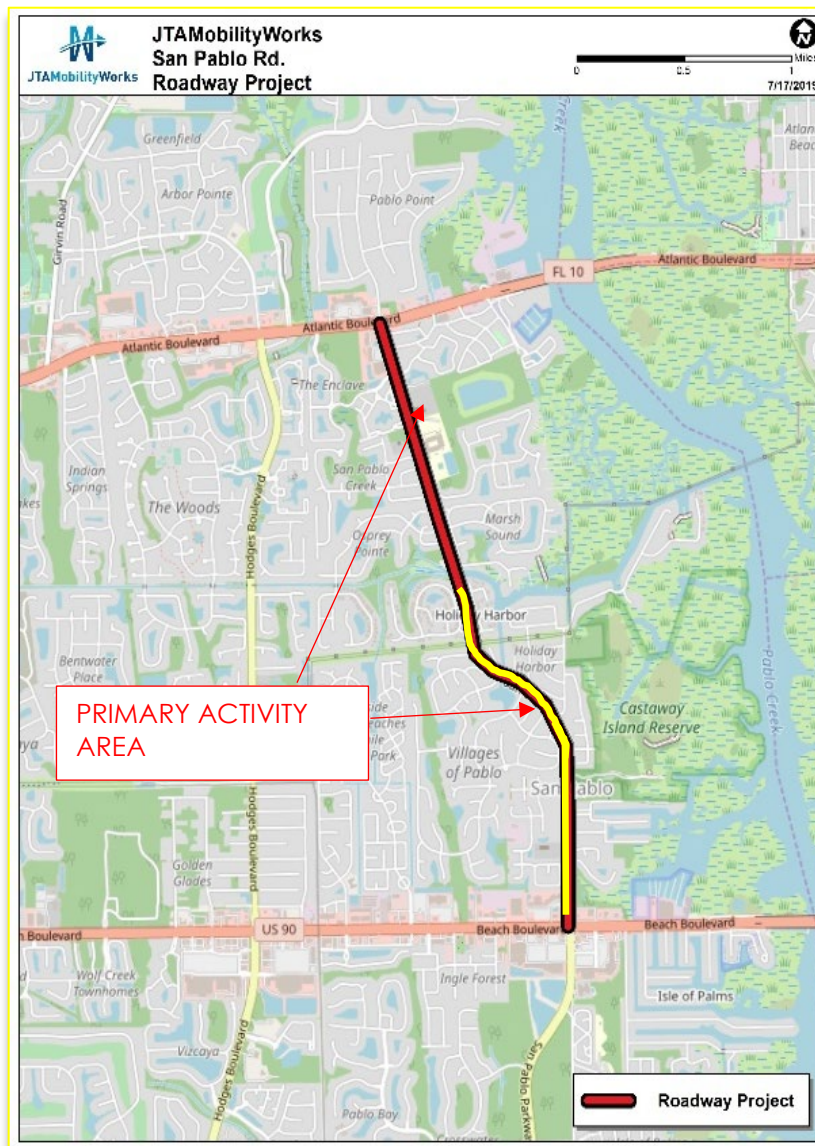 JTAMobilityWorks
San Pablo Rd.
Roadway Project
JTAMobilityWorks
N
Miles
0 0.5 1
7/17/2019
Greenfield
Arbor Pointe
Pablo Point
Girvin Road
Creek
Atlantic Boulevard
FL 10
Atlantic Boulevard
Atlantic Boulevard
The Enclave
Indian
Springs
The Woods
San Pablo
Creek
Osprey
Pointe
Marsh
Sound
Hodges Boulevard
Holiday Harbor
Holiday
Harbor
Bentwater
Place
PRIMARY ACTIVITY
AREA
Park
Villages
of Pablo
San Pablo
Castaway
Island Reserve
Pablo Creek
Hodges Boulevard
Golden
Glades
Boulevard
US 90
Beach Boulevard
Beach Boulevard
Wolf Creek
Townhomes
Ingle Forest
Isle of Palms
Vizcaya
Hodges Boulevard
San Pablo Parkway
Pablo Bay
Roadway Project